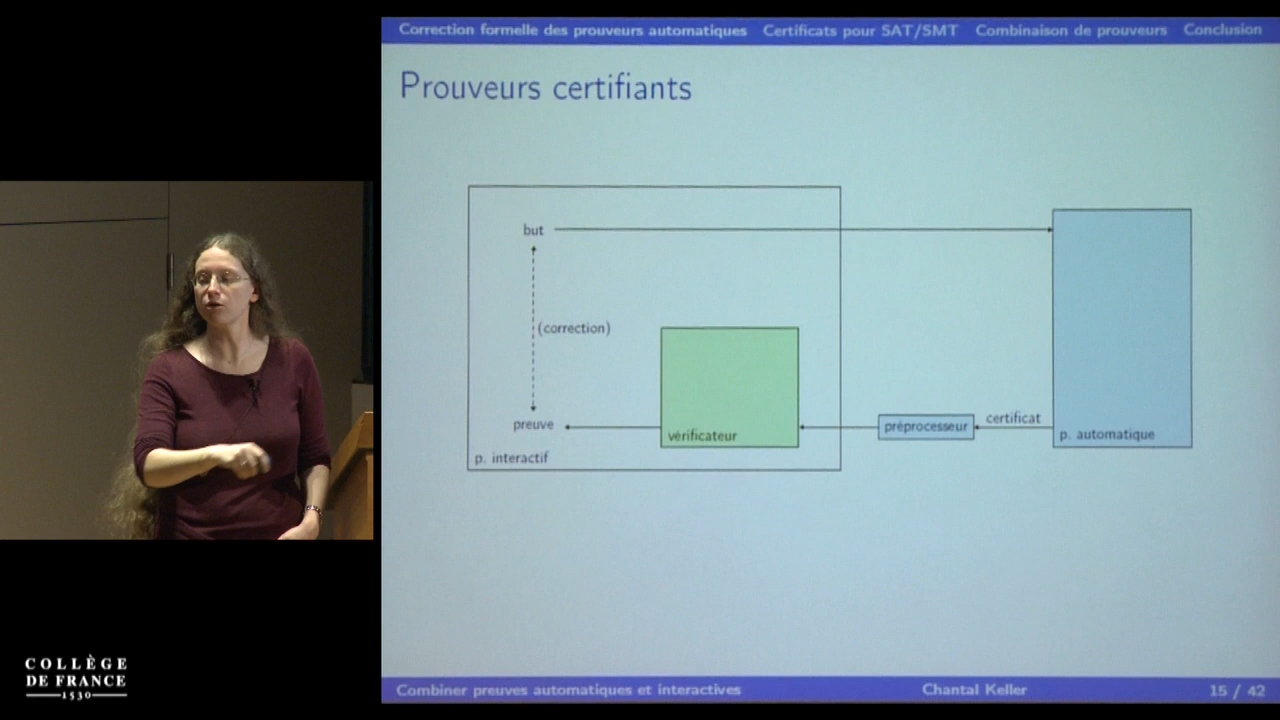 Correction formelle des prouveurs automatiques Certificats pour SAT/SMT Combinaison de prouveurs Conclusion
Prouveurs certifiants
but
(correction)
preuve
vérificateur
préprocesseur
certificat
p. automatique
p. interactif
COLLÈGE
DE FRANCE
1530
Combiner preuves automatiques et interactives Chantal Keller 15 / 42